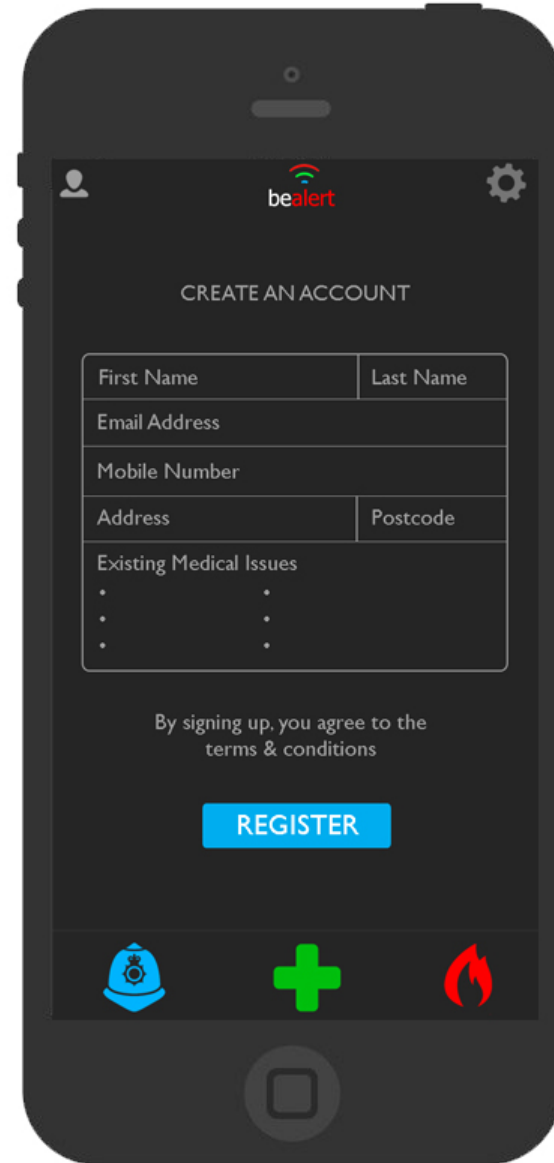 bealert
CREATE AN ACCOUNT
First Name Last Name
Email Address
Mobile Number
Address Postcode
Existing Medical Issues
• •
• •
• •
By signing up, you agree to the
terms & conditions
REGISTER